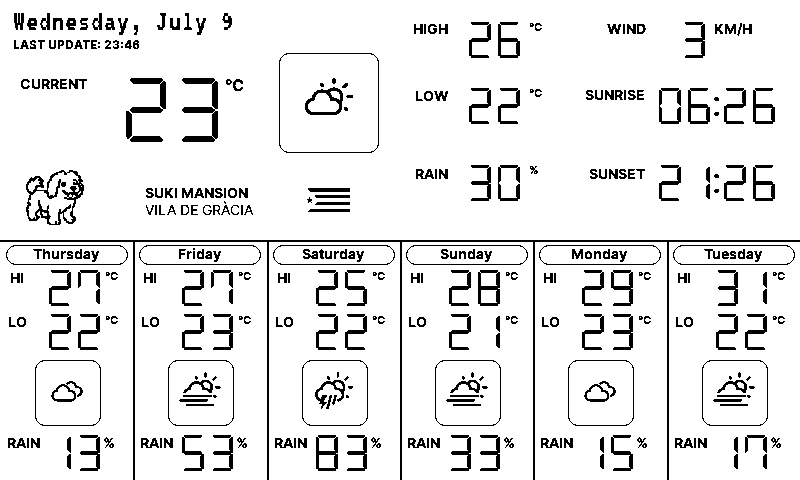 Wednesday, July 9
LAST UPDATE: 23:46
CURRENT 23 °C
HIGH 26 °C
WIND 3 KM/H
LOW 22 °C
SUNRISE 06:26
RAIN 30 %
SUNSET 21:26
SUKI MANSION
VILA DE GRÀCIA
Thursday
HI 27 °C
LO 22 °C
RAIN 13 %
Friday
HI 27 °C
LO 23 °C
RAIN 53 %
Saturday
HI 25 °C
LO 22 °C
RAIN 83 %
Sunday
HI 28 °C
LO 21 °C
RAIN 33 %
Monday
HI 29 °C
LO 23 °C
RAIN 15 %
Tuesday
HI 31 °C
LO 22 °C
RAIN 17 %